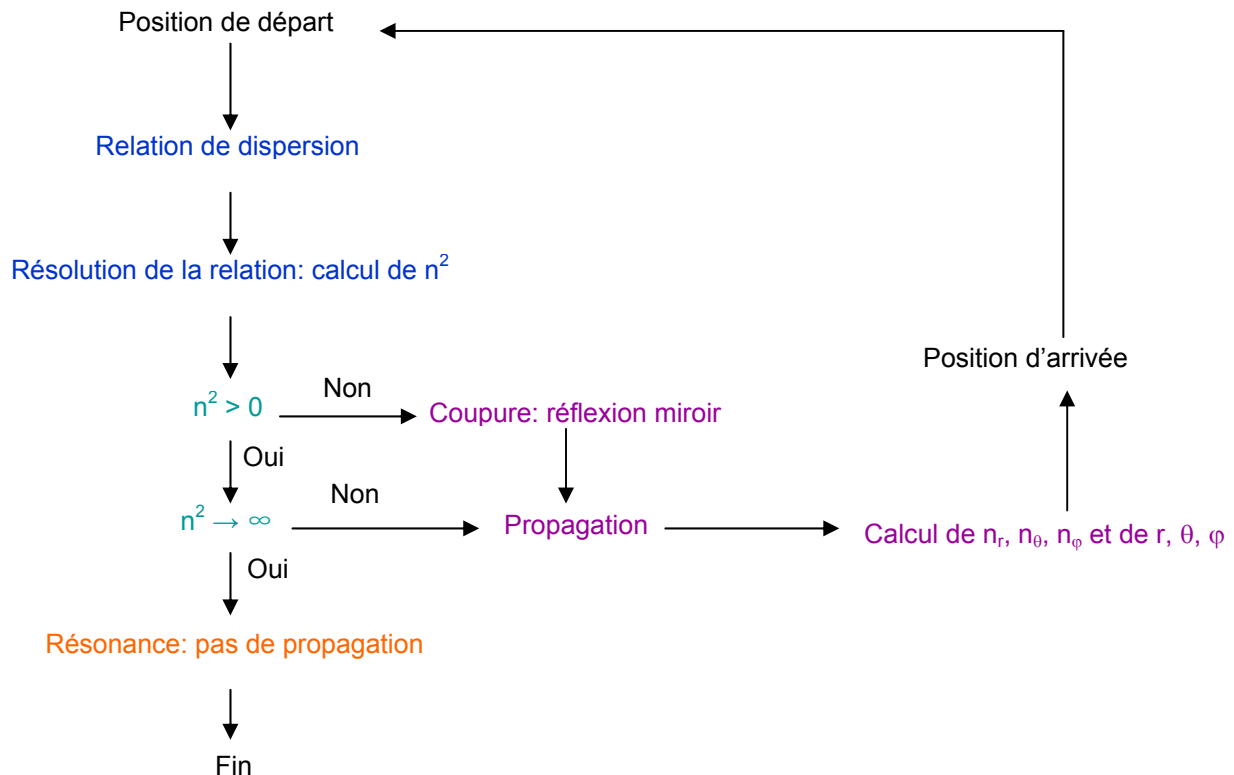 Position de départ
Relation de dispersion
Résolution de la relation: calcul de n²
Position d'arrivée
n² > 0
Non
Coupure: réflexion miroir
Oui
n² → ∞
Non
Propagation
Calcul de nᵣ, n_θ, n_φ et de r, θ, φ
Oui
Résonance: pas de propagation
Fin